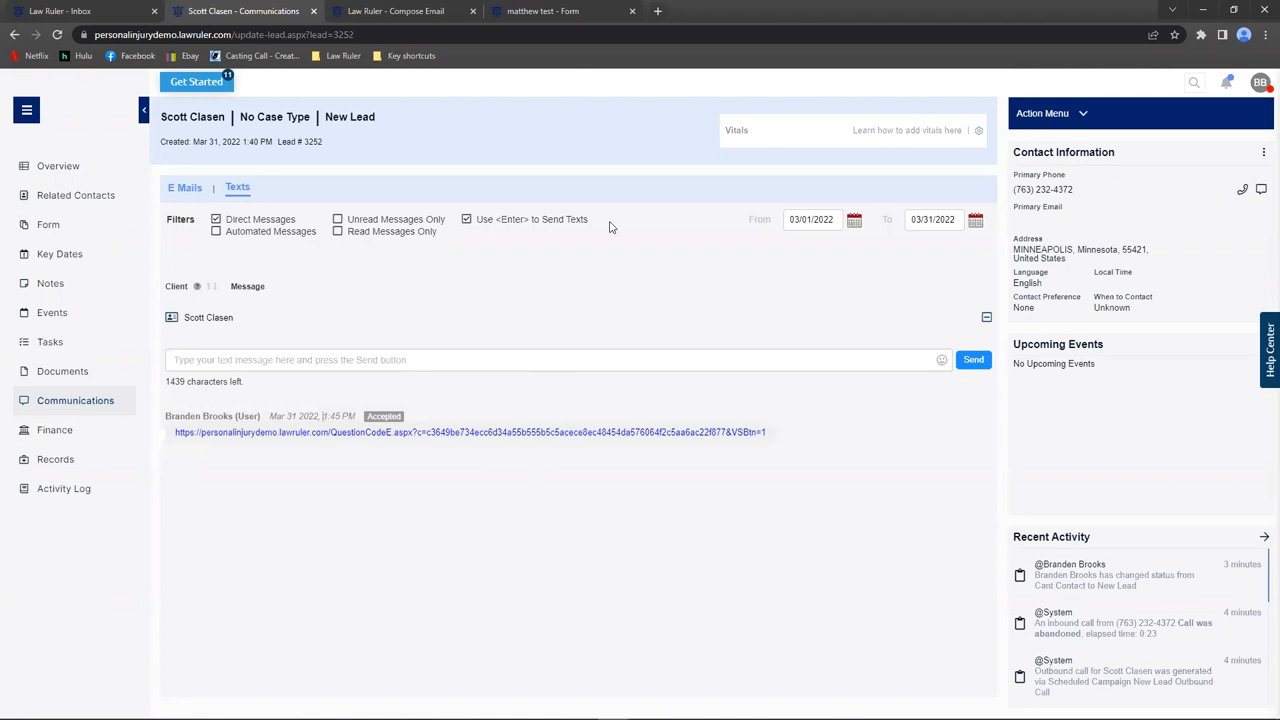 Law Ruler - Inbox
Scott Clasen - Communications
Law Ruler - Compose Email
matthew test - Form
personalinjurydemo.lawruler.com/update-lead.aspx?lead=3252
Netflix
Hulu
Facebook
Ebay
Casting Call - Creat...
Law Ruler
Key shortcuts
Get Started
11
BB
Scott Clasen | No Case Type | New Lead
Created: Mar 31, 2022 1:40 PM Lead # 3252
Vitals
Learn how to add vitals here |
Action Menu
Contact Information
Primary Phone
(763) 232-4372
Primary Email
Address
MINNEAPOLIS, Minnesota, 55421,
United States
Language Local Time
English
Contact Preference When to Contact
None Unknown
Overview
Related Contacts
Form
Key Dates
Notes
Events
Tasks
Documents
Communications
Finance
Records
Activity Log
E Mails | Texts
Filters
Direct Messages
Unread Messages Only
Use <Enter> to Send Texts
Automated Messages
Read Messages Only
From 03/01/2022 To 03/31/2022
Client Message
Scott Clasen
Type your text message here and press the Send button
Send
1439 characters left.
Branden Brooks (User) Mar 31 2022, 1:45 PM Accepted
https://personalinjurydemo.lawruler.com/QuestionCodeE.aspx?c=c3649be734ecc6d34a55b555b5c5acece8ec48454da576064f2c5aa6ac22f877&VSBtn=1
Upcoming Events
No Upcoming Events
Help Center
Recent Activity
@Branden Brooks 3 minutes
Branden Brooks has changed status from
Cant Contact to New Lead
@System 4 minutes
An inbound call from (763) 232-4372 Call was
abandoned, elapsed time: 0:23
@System 4 minutes
Outbound call for Scott Clasen was generated
via Scheduled Campaign New Lead Outbound
Call